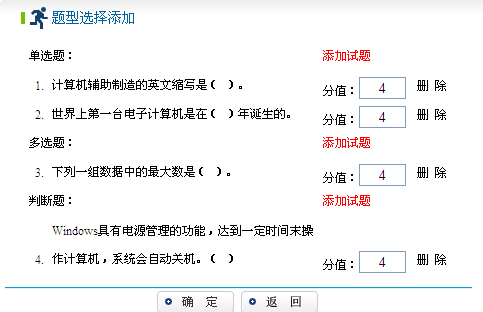 题型选择添加
单选题： 添加试题
1. 计算机辅助制造的英文缩写是（ ）。 分值： 4 删 除
2. 世界上第一台电子计算机是在（ ）年诞生的。 分值： 4 删 除
多选题： 添加试题
3. 下列一组数据中的最大数是（ ）。 分值： 4 删 除
判断题： 添加试题
Windows具有电源管理的功能，达到一定时间末操
4. 作计算机，系统会自动关机。（ ） 分值： 4 删 除
确 定 返 回